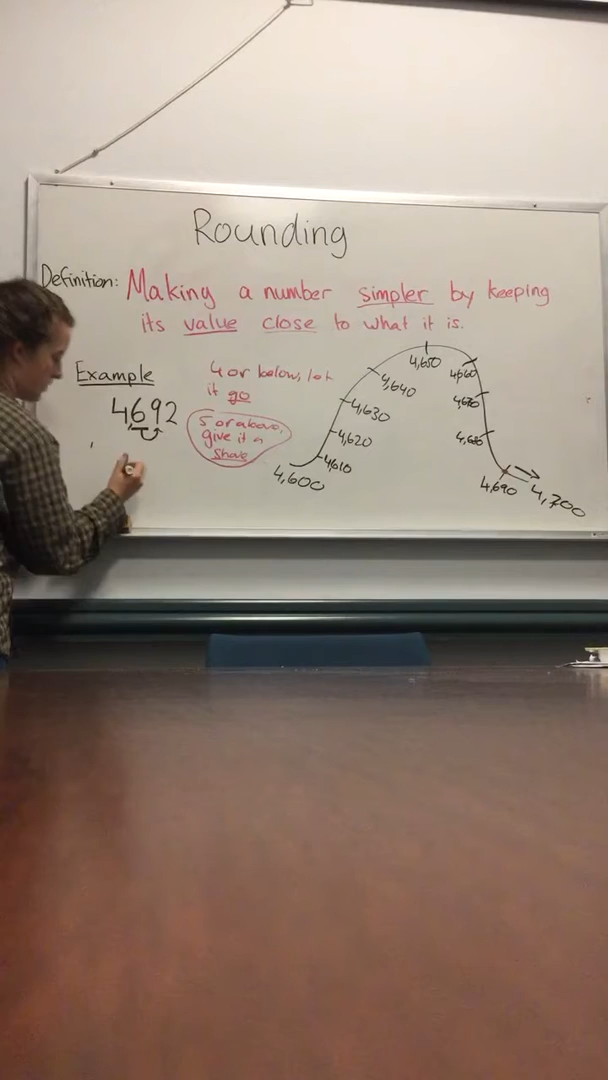 Rounding
Definition: Making a number simpler by keeping
its value close to what it is.
Example
4692
4 or below, let
it go
5 or above,
give it a
shove
4,600
4,610
4,620
4,630
4,640
4,650
4,660
4,670
4,680
4,690
4,700